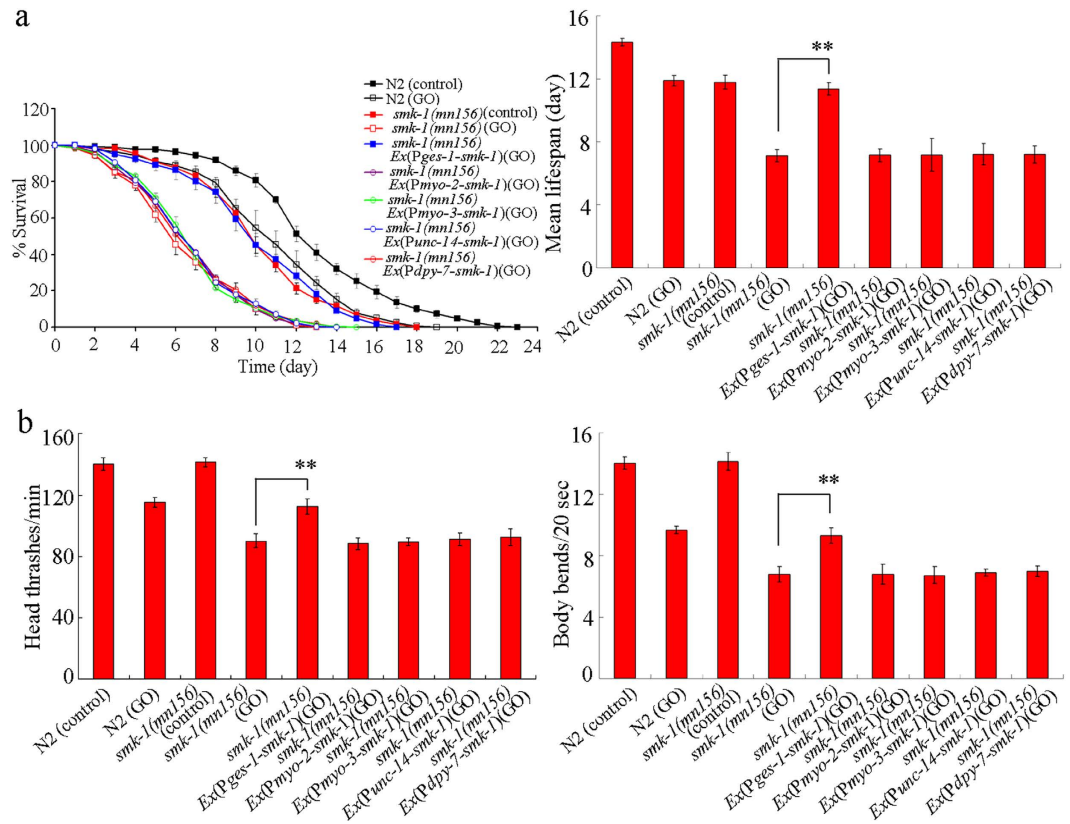 a
% Survival
120
100
80
60
40
20
0
0 2 4 6 8 10 12 14 16 18 20 22 24
Time (day)
N2 (control)
N2 (GO)
smk-1(mn156)(control)
smk-1(mn156)(GO)
smk-1(mn156)
Ex(Pges-1-smk-1)(GO)
smk-1(mn156)
Ex(Pmyo-2-smk-1)(GO)
smk-1(mn156)
Ex(Pmyo-3-smk-1)(GO)
smk-1(mn156)
Ex(Punc-14-smk-1)(GO)
smk-1(mn156)
Ex(Pdpy-7-smk-1)(GO)
Mean lifespan (day)
16
12
8
4
0
**
N2 (control)
N2 (GO)
smk-1(mn156)
(control)
smk-1(mn156)
(GO)
smk-1(mn156)
Ex(Pges-1-smk-1)(GO)
smk-1(mn156)
Ex(Pmyo-2-smk-1)(GO)
smk-1(mn156)
Ex(Pmyo-3-smk-1)(GO)
smk-1(mn156)
Ex(Punc-14-smk-1)(GO)
smk-1(mn156)
Ex(Pdpy-7-smk-1)(GO)
b
Head thrashes/min
160
120
80
40
0
**
N2 (control)
N2 (GO)
smk-1(mn156)
(control)
smk-1(mn156)
(GO)
smk-1(mn156)
Ex(Pges-1-smk-1)(GO)
smk-1(mn156)
Ex(Pmyo-2-smk-1)(GO)
smk-1(mn156)
Ex(Pmyo-3-smk-1)(GO)
smk-1(mn156)
Ex(Punc-14-smk-1)(GO)
smk-1(mn156)
Ex(Pdpy-7-smk-1)(GO)
Body bends/20 sec
16
12
8
4
0
**
N2 (control)
N2 (GO)
smk-1(mn156)
(control)
smk-1(mn156)
(GO)
smk-1(mn156)
Ex(Pges-1-smk-1)(GO)
smk-1(mn156)
Ex(Pmyo-2-smk-1)(GO)
smk-1(mn156)
Ex(Pmyo-3-smk-1)(GO)
smk-1(mn156)
Ex(Punc-14-smk-1)(GO)
smk-1(mn156)
Ex(Pdpy-7-smk-1)(GO)